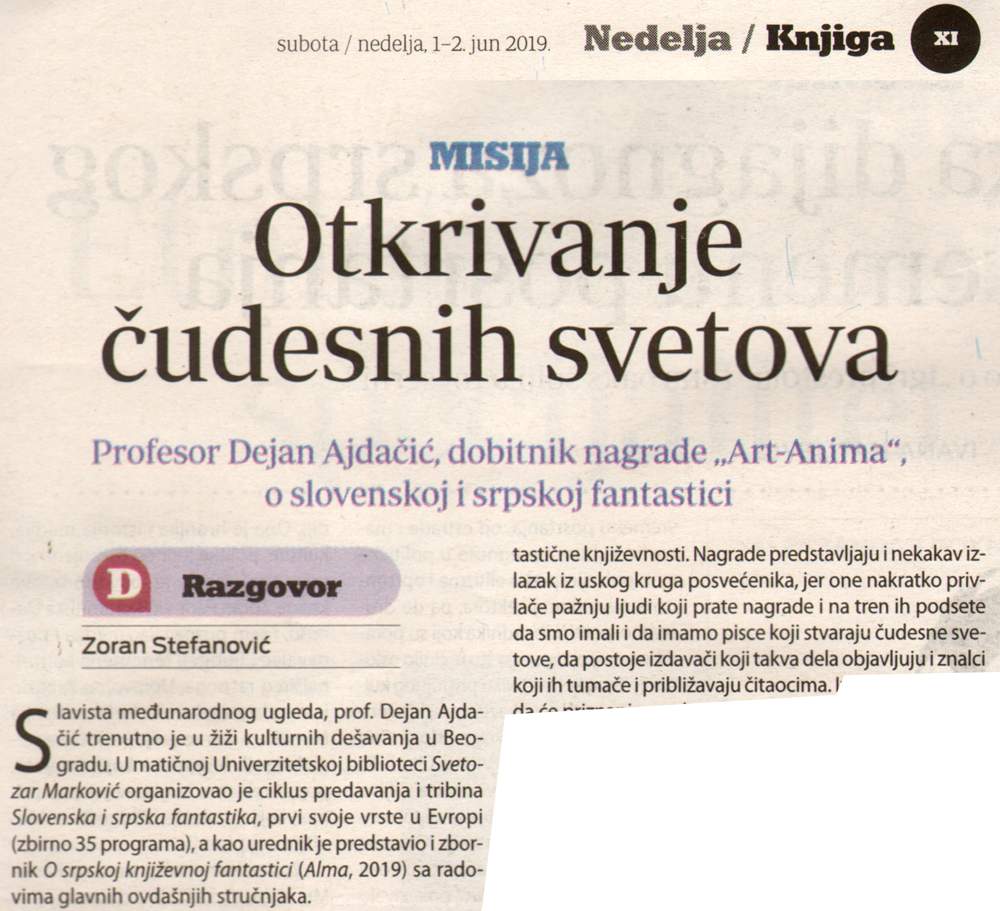 subota / nedelja, 1–2. jun 2019. Nedelja / Knjiga XI
MISIJA
Otkrivanje
čudesnih svetova
Profesor Dejan Ajdačić, dobitnik nagrade „Art-Anima“,
o slovenskoj i srpskoj fantastici
D Razgovor
Zoran Stefanović
Slavista međunarodnog ugleda, prof. Dejan Ajda-
čić trenutno je u žiži kulturnih dešavanja u Beo-
gradu. U matičnoj Univerzitetskoj biblioteci Sveto-
zar Marković organizovao je ciklus predavanja i tribina
Slovenska i srpska fantastika, prvi svoje vrste u Evropi
(zbirno 35 programa), a kao urednik je predstavio i zbor-
nik O srpskoj književnoj fantastici (Alma, 2019) sa rado-
vima glavnih ovdašnjih stručnjaka.
tastične književnosti. Nagrade predstavljaju i nekakav iz-
lazak iz uskog kruga posvećenika, jer one nakratko priv-
lače pažnju ljudi koji prate nagrade i na tren ih podsete
da smo imali i da imamo pisce koji stvaraju čudesne sve-
tove, da postoje izdavači koji takva dela objavljuju i znalci
koji ih tumače i približavaju čitaocima.
da će